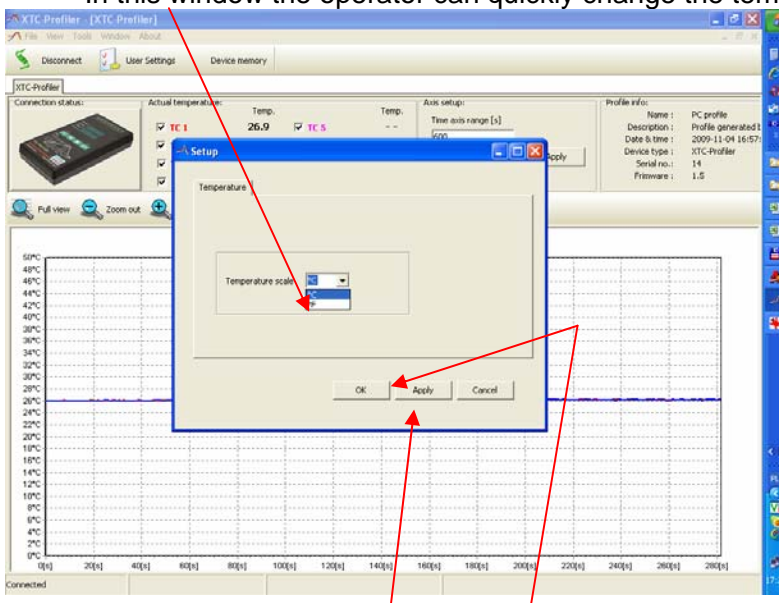 In this window the operator can quickly change the tem
XTC Profiler - [XTC-Profiler]
File View Tools Window About
Disconnect User Settings Device memory
XTC-Profiler
Connection status: Actual temperature: Axis setup: Profile info:
Temp. Temp. Time axis range [s] Name : PC profile
TC 1 26.9 TC 5 -- 600 Description : Profile generated b
Date & time : 2009-11-04 16:57:
Apply Device type : XTC-Profiler
Serial no.: 14
Firmware : 1.5
Setup
Temperature
Full view Zoom out
Temperature scale °C
°C
°F
OK Apply Cancel
50°C
48°C
46°C
44°C
42°C
40°C
38°C
36°C
34°C
32°C
30°C
28°C
26°C
24°C
22°C
20°C
18°C
16°C
14°C
12°C
10°C
8°C
6°C
4°C
2°C
0°C
0[s] 20[s] 40[s] 60[s] 80[s] 100[s] 120[s] 140[s] 160[s] 180[s] 200[s] 220[s] 240[s] 260[s] 280[s]
Connected